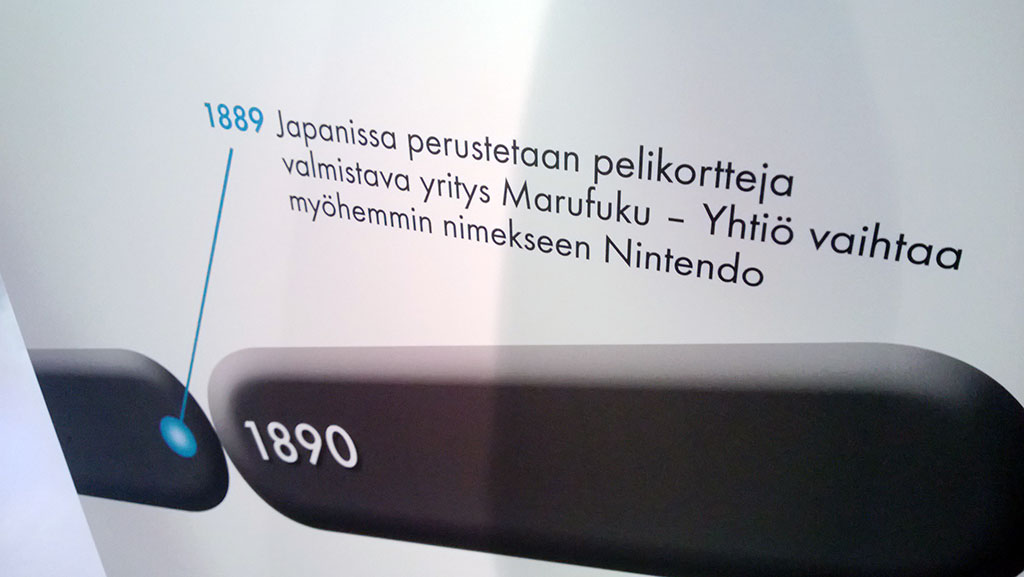 1889 Japanissa perustetaan pelikortteja
valmistava yritys Marufuku – Yhtiö vaihtaa
myöhemmin nimekseen Nintendo
1890